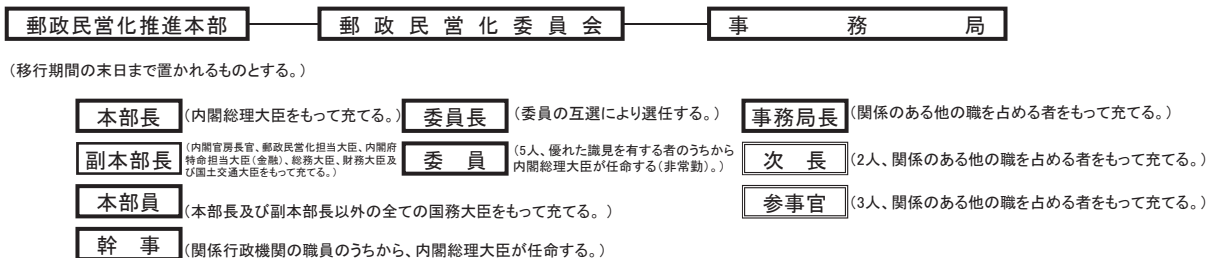 郵政民営化推進本部 郵政民営化委員会 事務局
(移行期間の末日まで置かれるものとする。)
本部長 (内閣総理大臣をもって充てる。) 委員長 (委員の互選により選任する。) 事務局長 (関係のある他の職を占める者をもって充てる。)
副本部長 (内閣官房長官、郵政民営化担当大臣、内閣府
特命担当大臣(金融)、総務大臣、財務大臣及
び国土交通大臣をもって充てる。)
委員 (5人、優れた識見を有する者のうちから
内閣総理大臣が任命する(非常勤)。)
次長 (2人、関係のある他の職を占める者をもって充てる。)
本部員 (本部長及び副本部長以外の全ての国務大臣をもって充てる。)
参事官 (3人、関係のある他の職を占める者をもって充てる。)
幹事 (関係行政機関の職員のうちから、内閣総理大臣が任命する。)